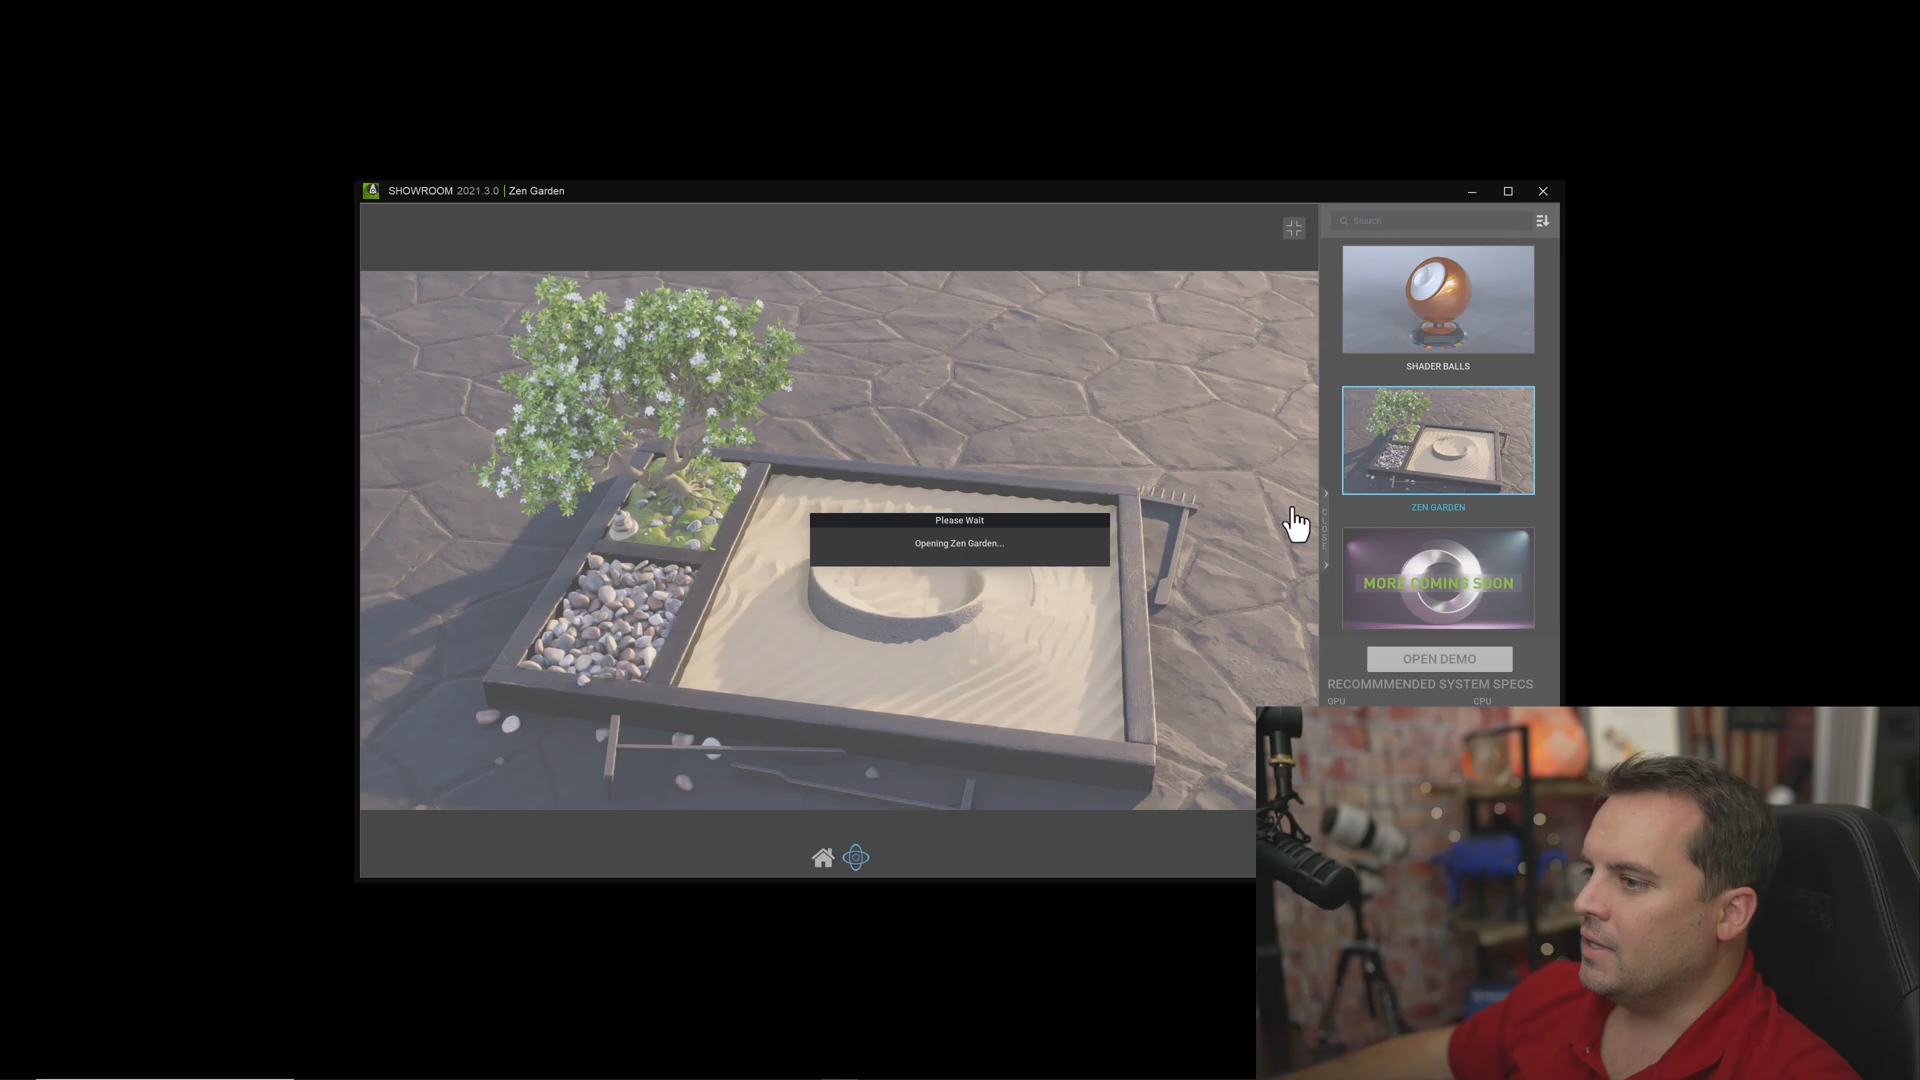 SHOWROOM 2021.3.0 | Zen Garden
Search
SHADER BALLS
ZEN GARDEN
MORE COMING SOON
OPEN DEMO
RECOMMMENDED SYSTEM SPECS
GPU CPU
CLOSE
Please Wait
Opening Zen Garden...